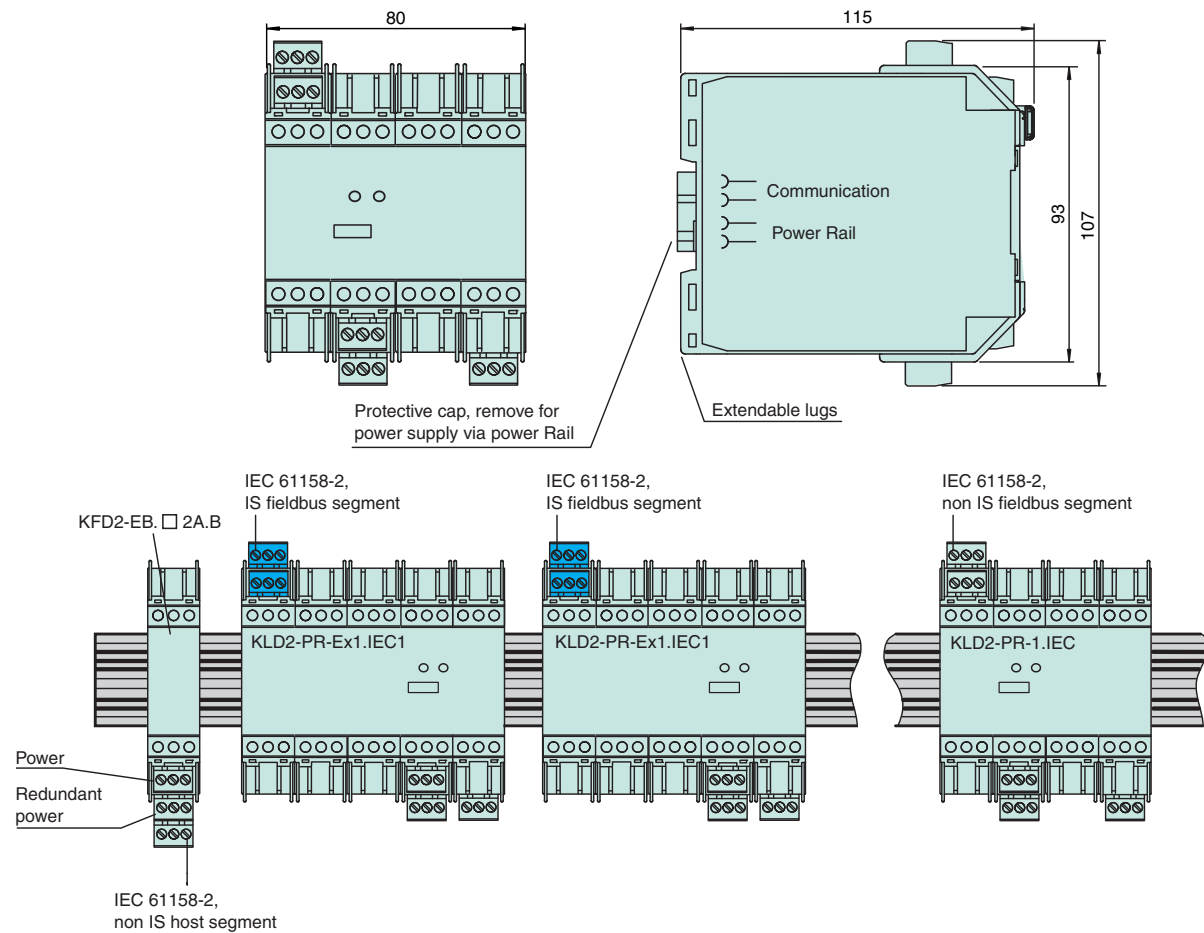 80
115
Communication
Power Rail
93
107
Protective cap, remove for
power supply via power Rail
Extendable lugs
IEC 61158-2,
IS fieldbus segment
IEC 61158-2,
IS fieldbus segment
IEC 61158-2,
non IS fieldbus segment
KFD2-EB. □ 2A.B
KLD2-PR-Ex1.IEC1
KLD2-PR-Ex1.IEC1
KLD2-PR-1.IEC
Power
Redundant
power
IEC 61158-2,
non IS host segment